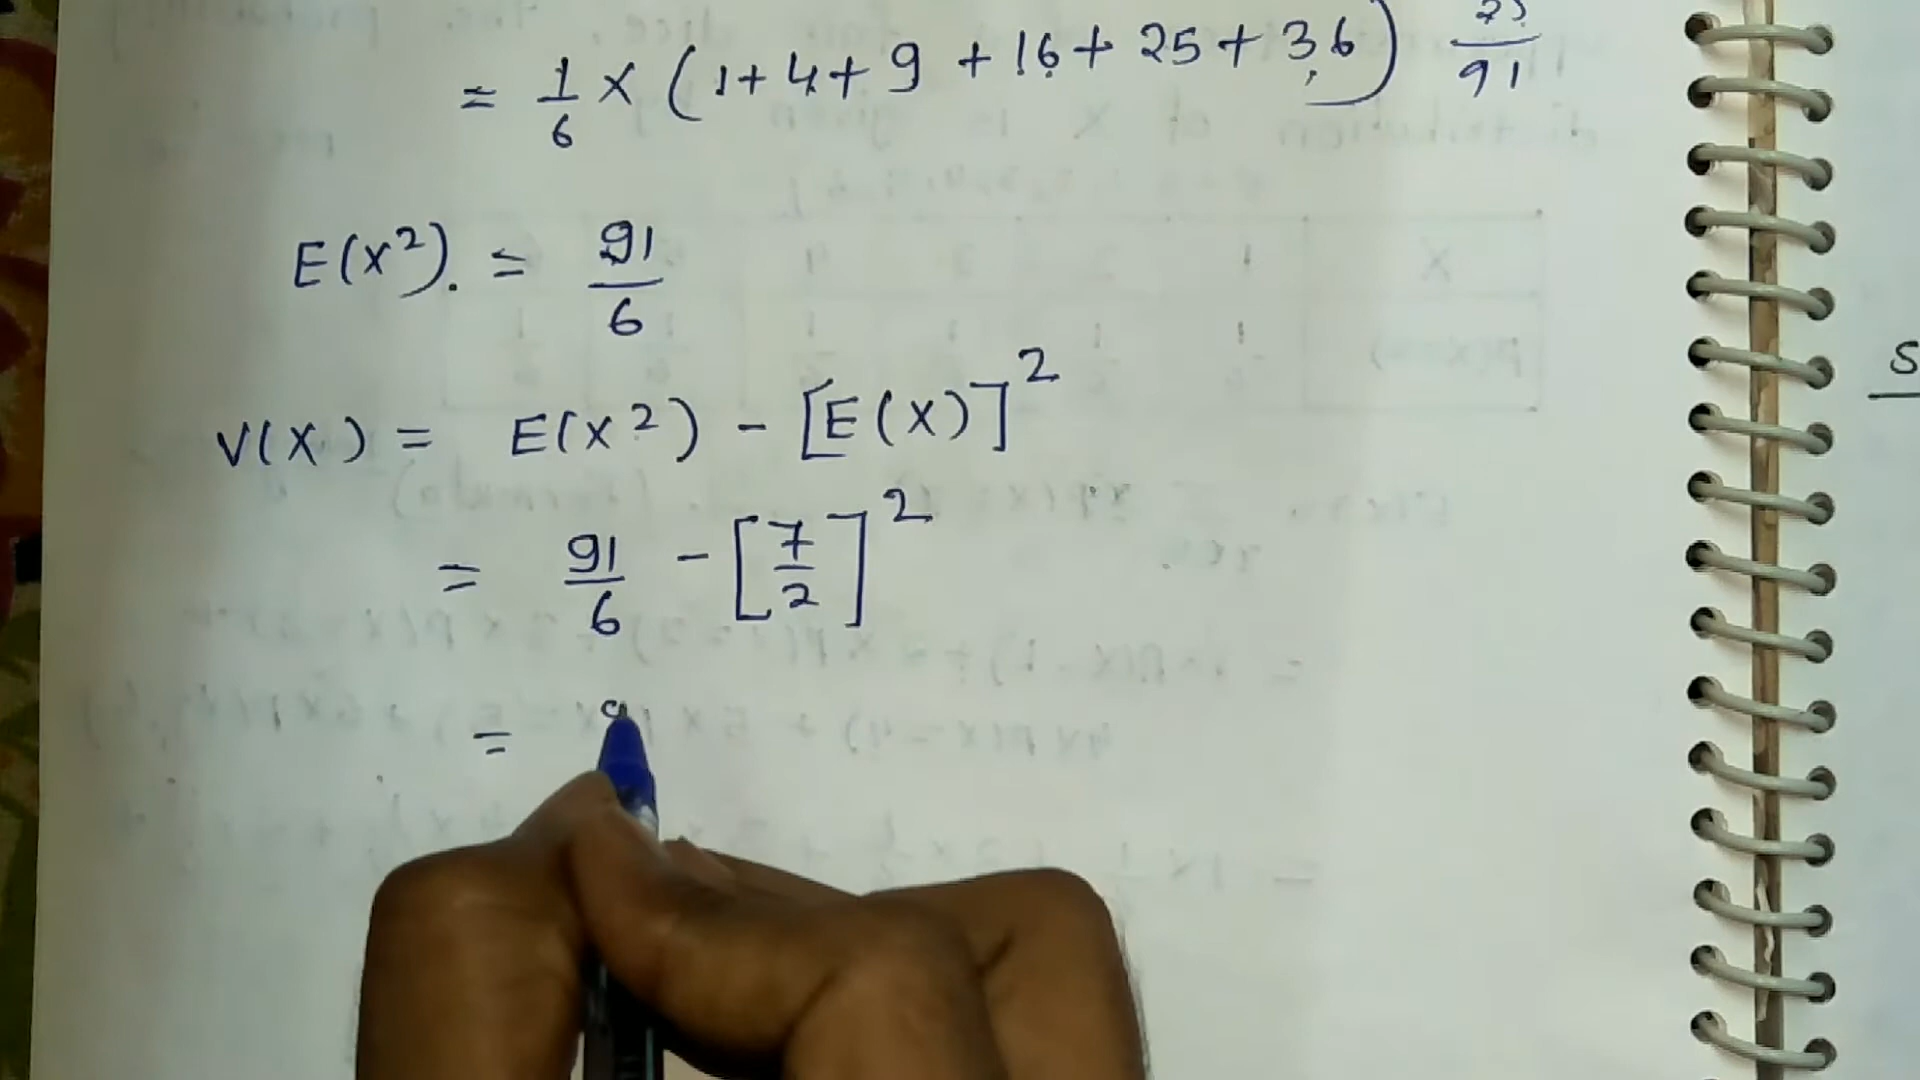 = 1/6 × (1+4+9+16+25+36) 91
E(x²). = 91/6
V(X) = E(X²) - [E(X)]²
= 91/6 - [7/2]²
= 9
S